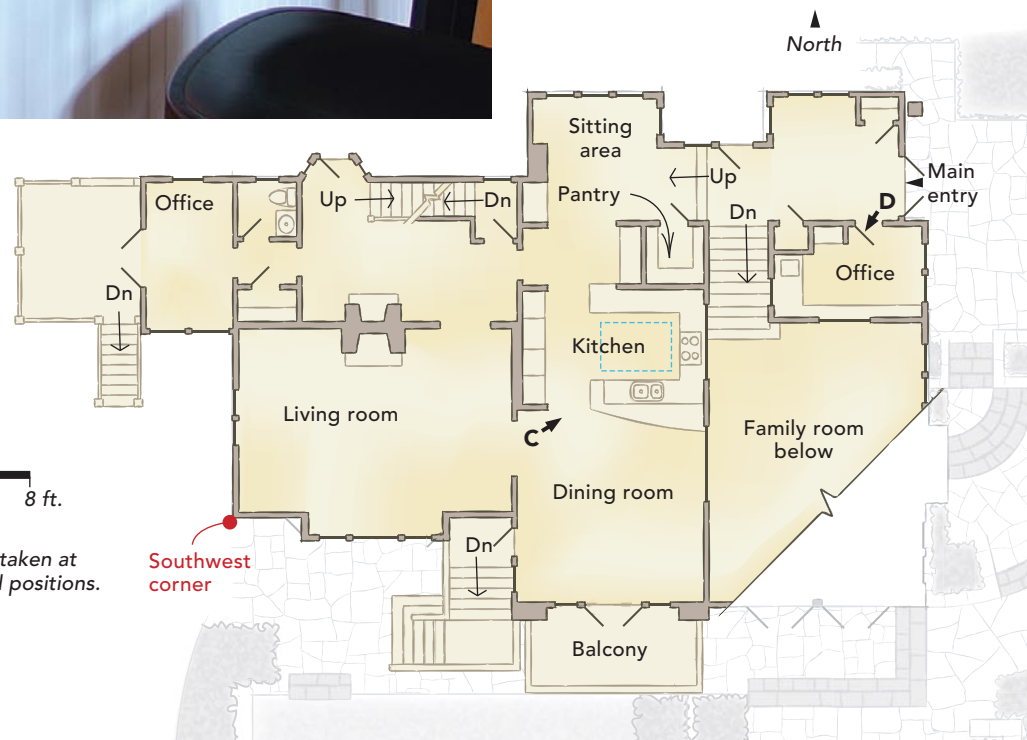 North
Sitting
area
Office
Up
Dn
Pantry
Up
Main
entry
D
Dn
Office
Dn
Kitchen
Living room
C
Family room
below
8 ft.
Dining room
taken at
positions.
Southwest
corner
Dn
Balcony